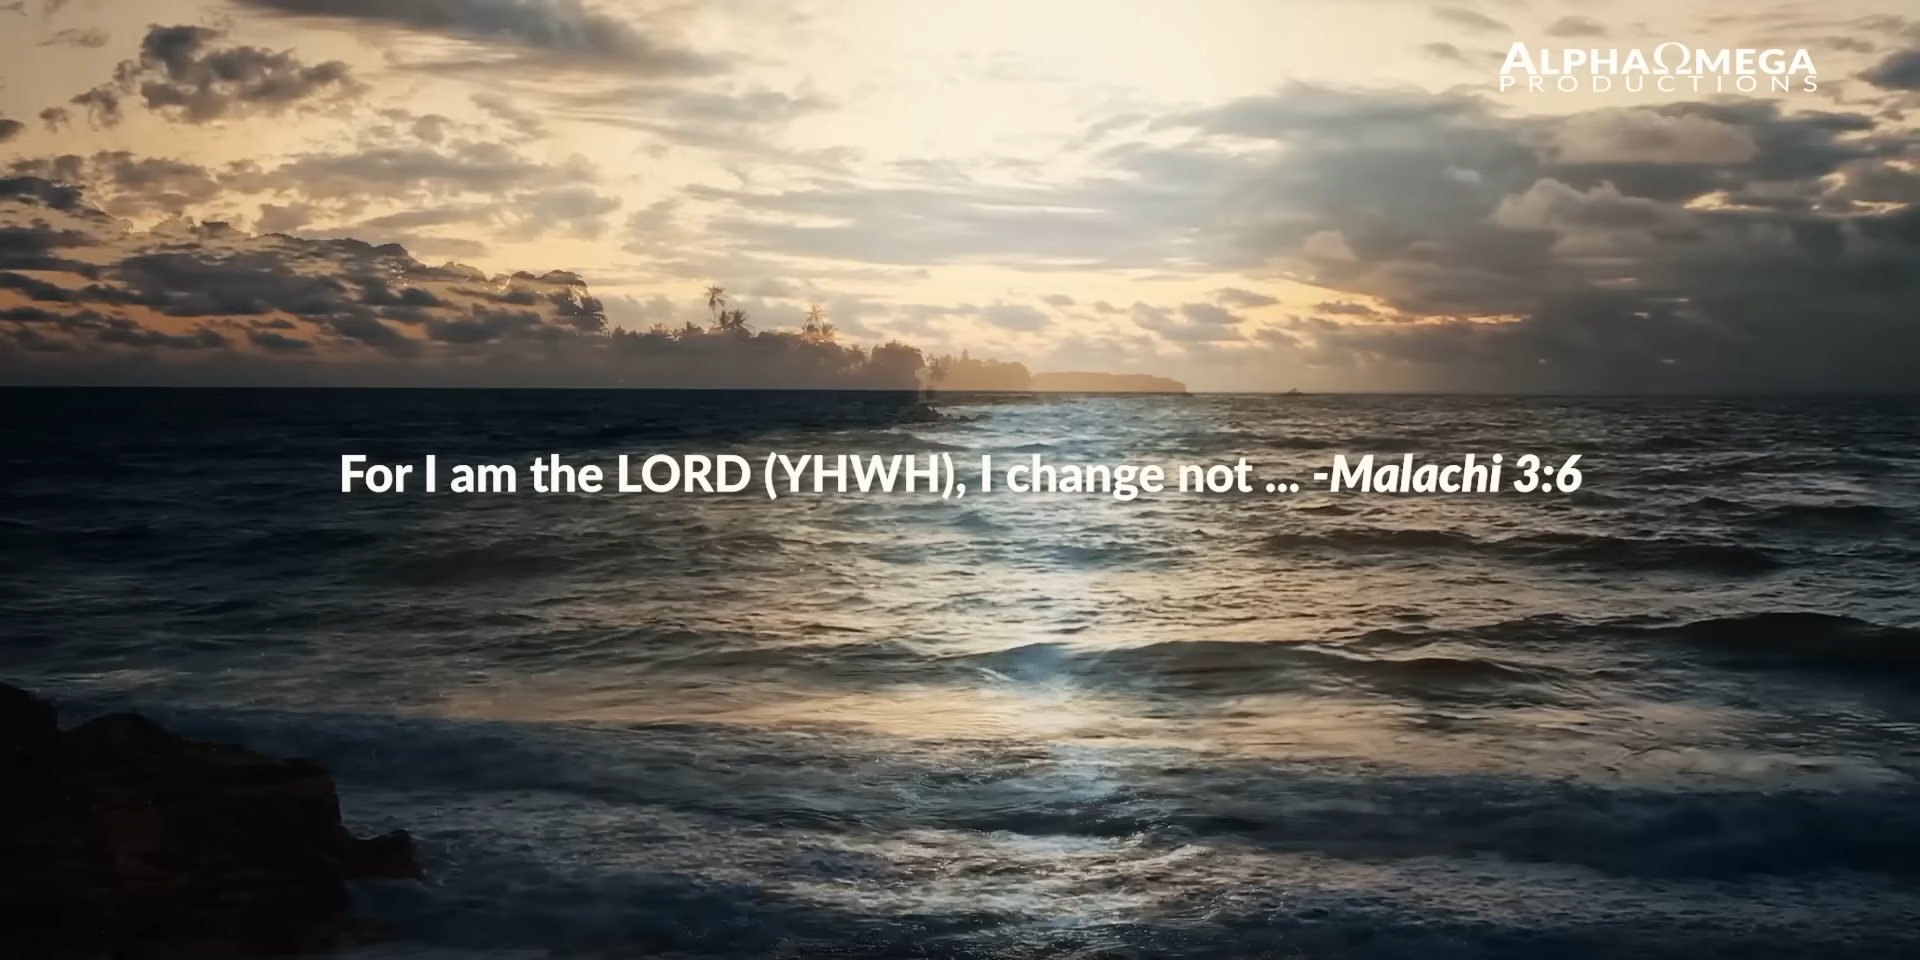 AlphaΩmega
PRODUCTIONS
For I am the LORD (YHWH), I change not ... -Malachi 3:6